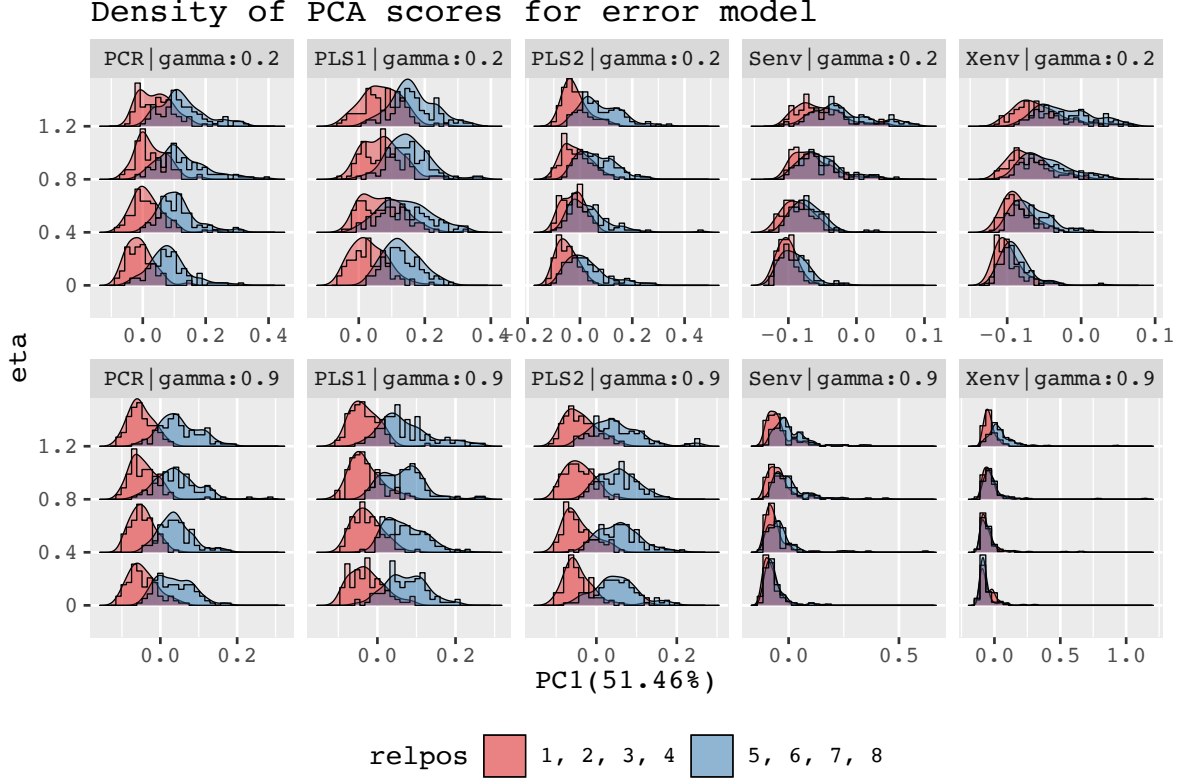 Density of PCA scores for error model
PCR|gamma:0.2 PLS1|gamma:0.2 PLS2|gamma:0.2 Senv|gamma:0.2 Xenv|gamma:0.2
1.2
0.8
0.4
0
0.0 0.2 0.4 0.0 0.2 0.4 −0.2 0.0 0.2 0.4 −0.1 0.0 0.1 −0.1 0.0 0.1
eta
PCR|gamma:0.9 PLS1|gamma:0.9 PLS2|gamma:0.9 Senv|gamma:0.9 Xenv|gamma:0.9
1.2
0.8
0.4
0
0.0 0.2 0.0 0.2 0.0 0.2 0.0 0.5 0.0 1.0
PC1(51.46%)
relpos 1, 2, 3, 4 5, 6, 7, 8